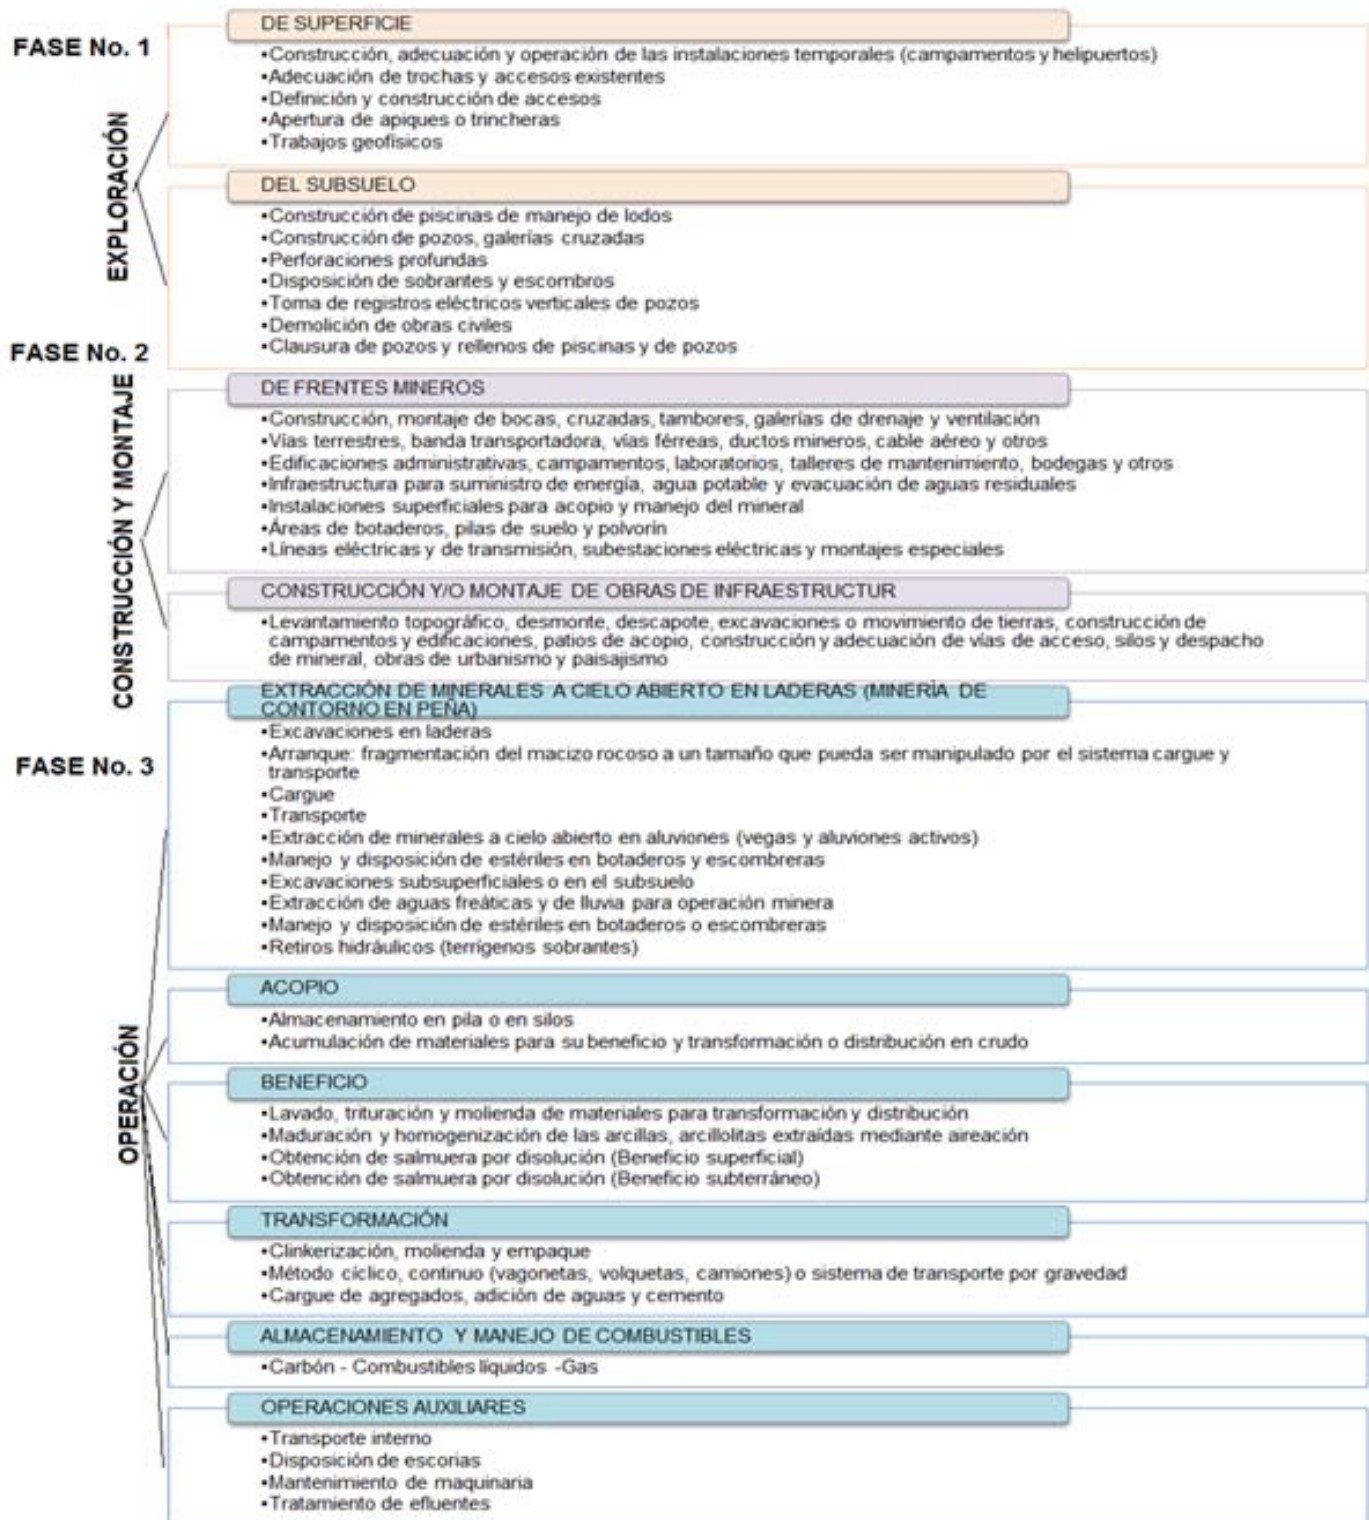 FASE No. 1
EXPLORACIÓN
DE SUPERFICIE
•Construcción, adecuación y operación de las instalaciones temporales (campamentos y helipuertos)
•Adecuación de trochas y accesos existentes
•Definición y construcción de accesos
•Apertura de apiques o trincheras
•Trabajos geofísicos
DEL SUBSUELO
•Construcción de piscinas de manejo de lodos
•Construcción de pozos, galerías cruzadas
•Perforaciones profundas
•Disposición de sobrantes y escombros
•Toma de registros eléctricos verticales de pozos
•Demolición de obras civiles
•Clausura de pozos y rellenos de piscinas y de pozos
FASE No. 2
CONSTRUCCIÓN Y MONTAJE
DE FRENTES MINEROS
•Construcción, montaje de bocas, cruzadas, tambores, galerías de drenaje y ventilación
•Vías terrestres, banda transportadora, vías férreas, ductos mineros, cable aéreo y otros
•Edificaciones administrativas, campamentos, laboratorios, talleres de mantenimiento, bodegas y otros
•Infraestructura para suministro de energía, agua potable y evacuación de aguas residuales
•Instalaciones superficiales para acopio y manejo del mineral
•Áreas de botaderos, pilas de suelo y polvorín
•Líneas eléctricas y de transmisión, subestaciones eléctricas y montajes especiales
CONSTRUCCIÓN Y/O MONTAJE DE OBRAS DE INFRAESTRUCTUR
•Levantamiento topográfico, desmonte, descapote, excavaciones o movimiento de tierras, construcción de
campamentos y edificaciones, patios de acopio, construcción y adecuación de vías de acceso, silos y despacho
de mineral, obras de urbanismo y paisajismo
FASE No. 3
OPERACIÓN
EXTRACCIÓN DE MINERALES A CIELO ABIERTO EN LADERAS (MINERÌA DE
CONTORNO EN PEÑA)
•Excavaciones en laderas
•Arranque: fragmentación del macizo rocoso a un tamaño que pueda ser manipulado por el sistema cargue y
transporte
•Cargue
•Transporte
•Extracción de minerales a cielo abierto en aluviones (vegas y aluviones activos)
•Manejo y disposición de estériles en botaderos y escombreras
•Excavaciones subsuperficiales o en el subsuelo
•Extracción de aguas freáticas y de lluvia para operación minera
•Manejo y disposición de estériles en botaderos o escombreras
•Retiros hidráulicos (terrígenos sobrantes)
ACOPIO
•Almacenamiento en pila o en silos
•Acumulación de materiales para su beneficio y transformación o distribución en crudo
BENEFICIO
•Lavado, trituración y molienda de materiales para transformación y distribución
•Maduración y homogenización de las arcillas, arcillolitas extraídas mediante aireación
•Obtención de salmuera por disolución (Beneficio superficial)
•Obtención de salmuera por disolución (Beneficio subterráneo)
TRANSFORMACIÓN
•Clinkerización, molienda y empaque
•Método cíclico, continuo (vagonetas, volquetas, camiones) o sistema de transporte por gravedad
•Cargue de agregados, adición de aguas y cemento
ALMACENAMIENTO Y MANEJO DE COMBUSTIBLES
•Carbón - Combustibles líquidos -Gas
OPERACIONES AUXILIARES
•Transporte interno
•Disposición de escorias
•Mantenimiento de maquinaria
•Tratamiento de efluentes